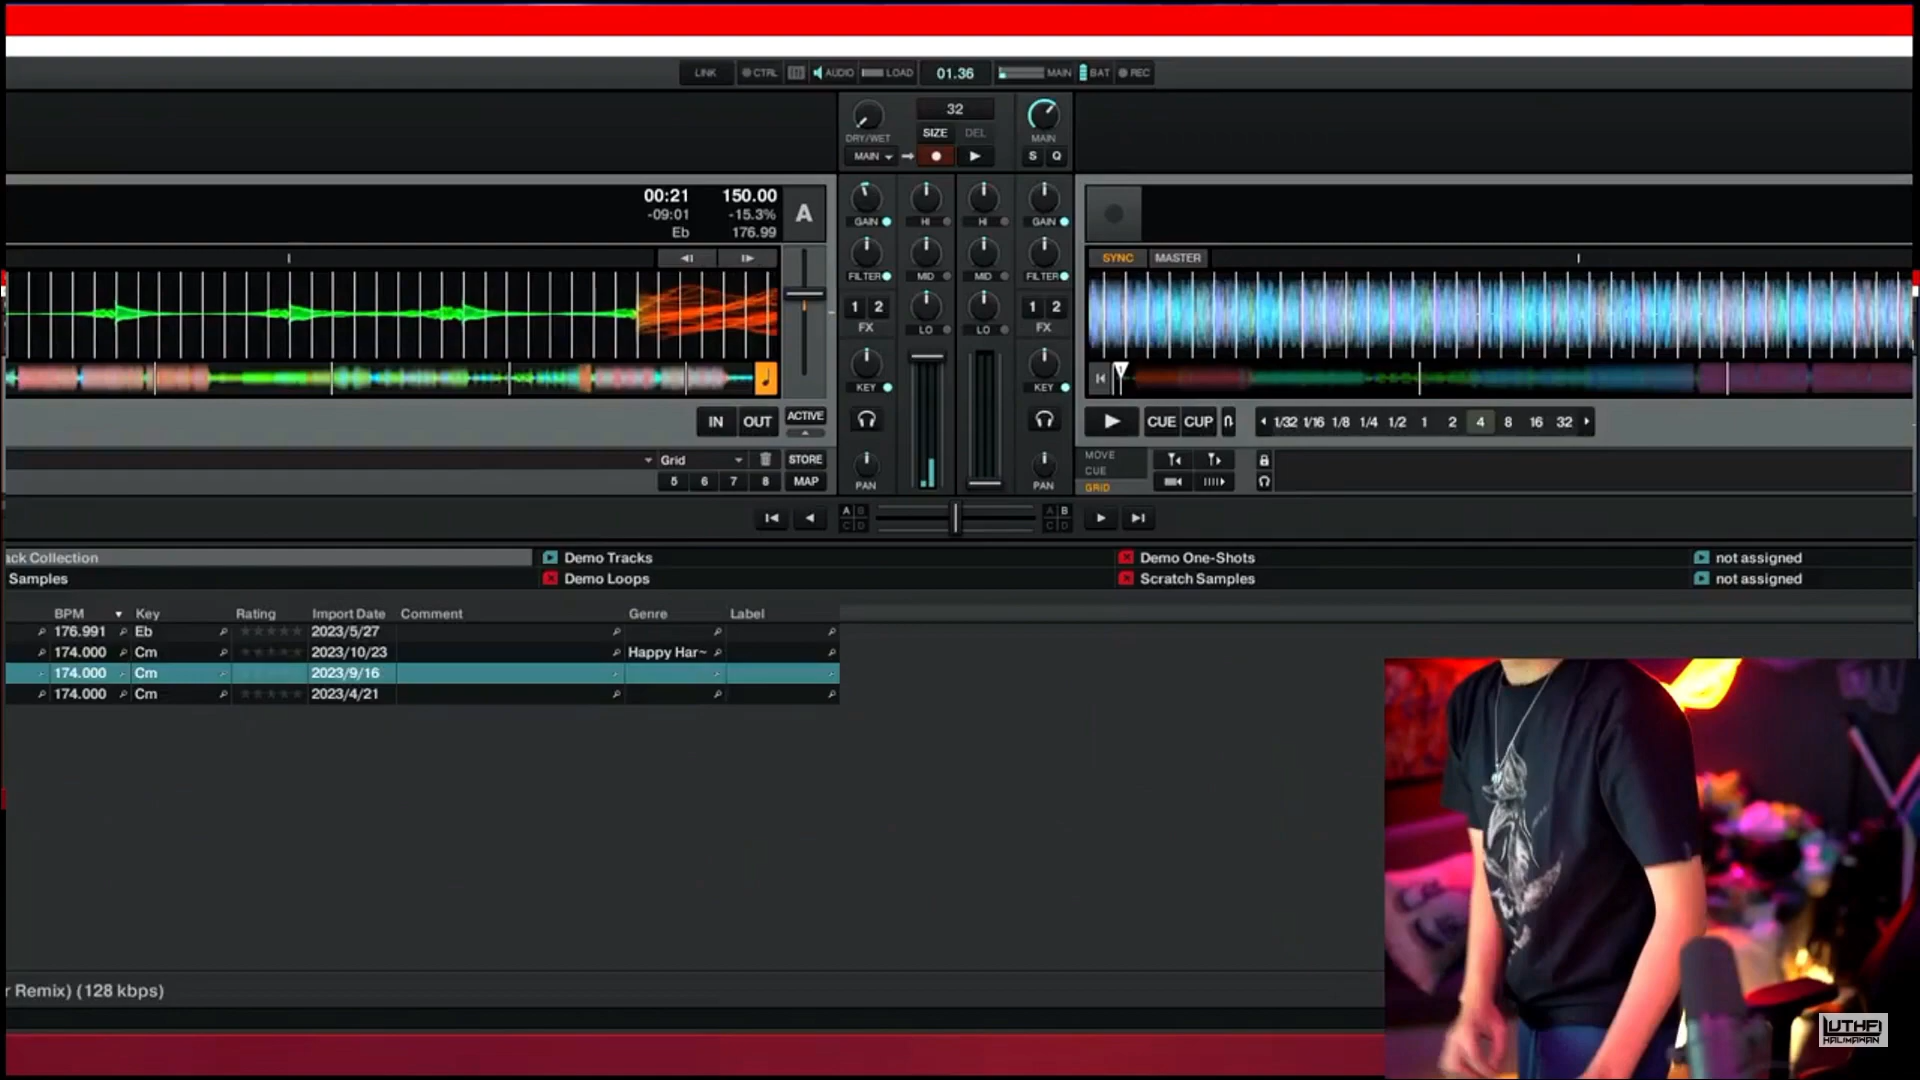 LINK CTRL AUDIO LOAD 01.36 MAIN BAT REC
32
DRY/WET SIZE DEL MAIN
MAIN S Q
00:21 150.00
-09:01 -15.3%
Eb 176.99
A
GAIN HI HI GAIN
FILTER MID MID FILTER
1 2 1 2
FX LO LO FX
KEY KEY
PAN PAN
SYNC MASTER
IN OUT ACTIVE
CUE CUP 1/32 1/16 1/8 1/4 1/2 1 2 4 8 16 32
Grid STORE
5 6 7 8 MAP
MOVE
CUE
GRID
A B A B
C D C D
ack Collection Demo Tracks Demo One-Shots not assigned
Samples Demo Loops Scratch Samples not assigned
BPM Key Rating Import Date Comment Genre Label
176.991 Eb 2023/5/27
174.000 Cm 2023/10/23 Happy Har~
174.000 Cm 2023/9/16
174.000 Cm 2023/4/21
r Remix) (128 kbps)
LUTHFI
HALIMAWAN